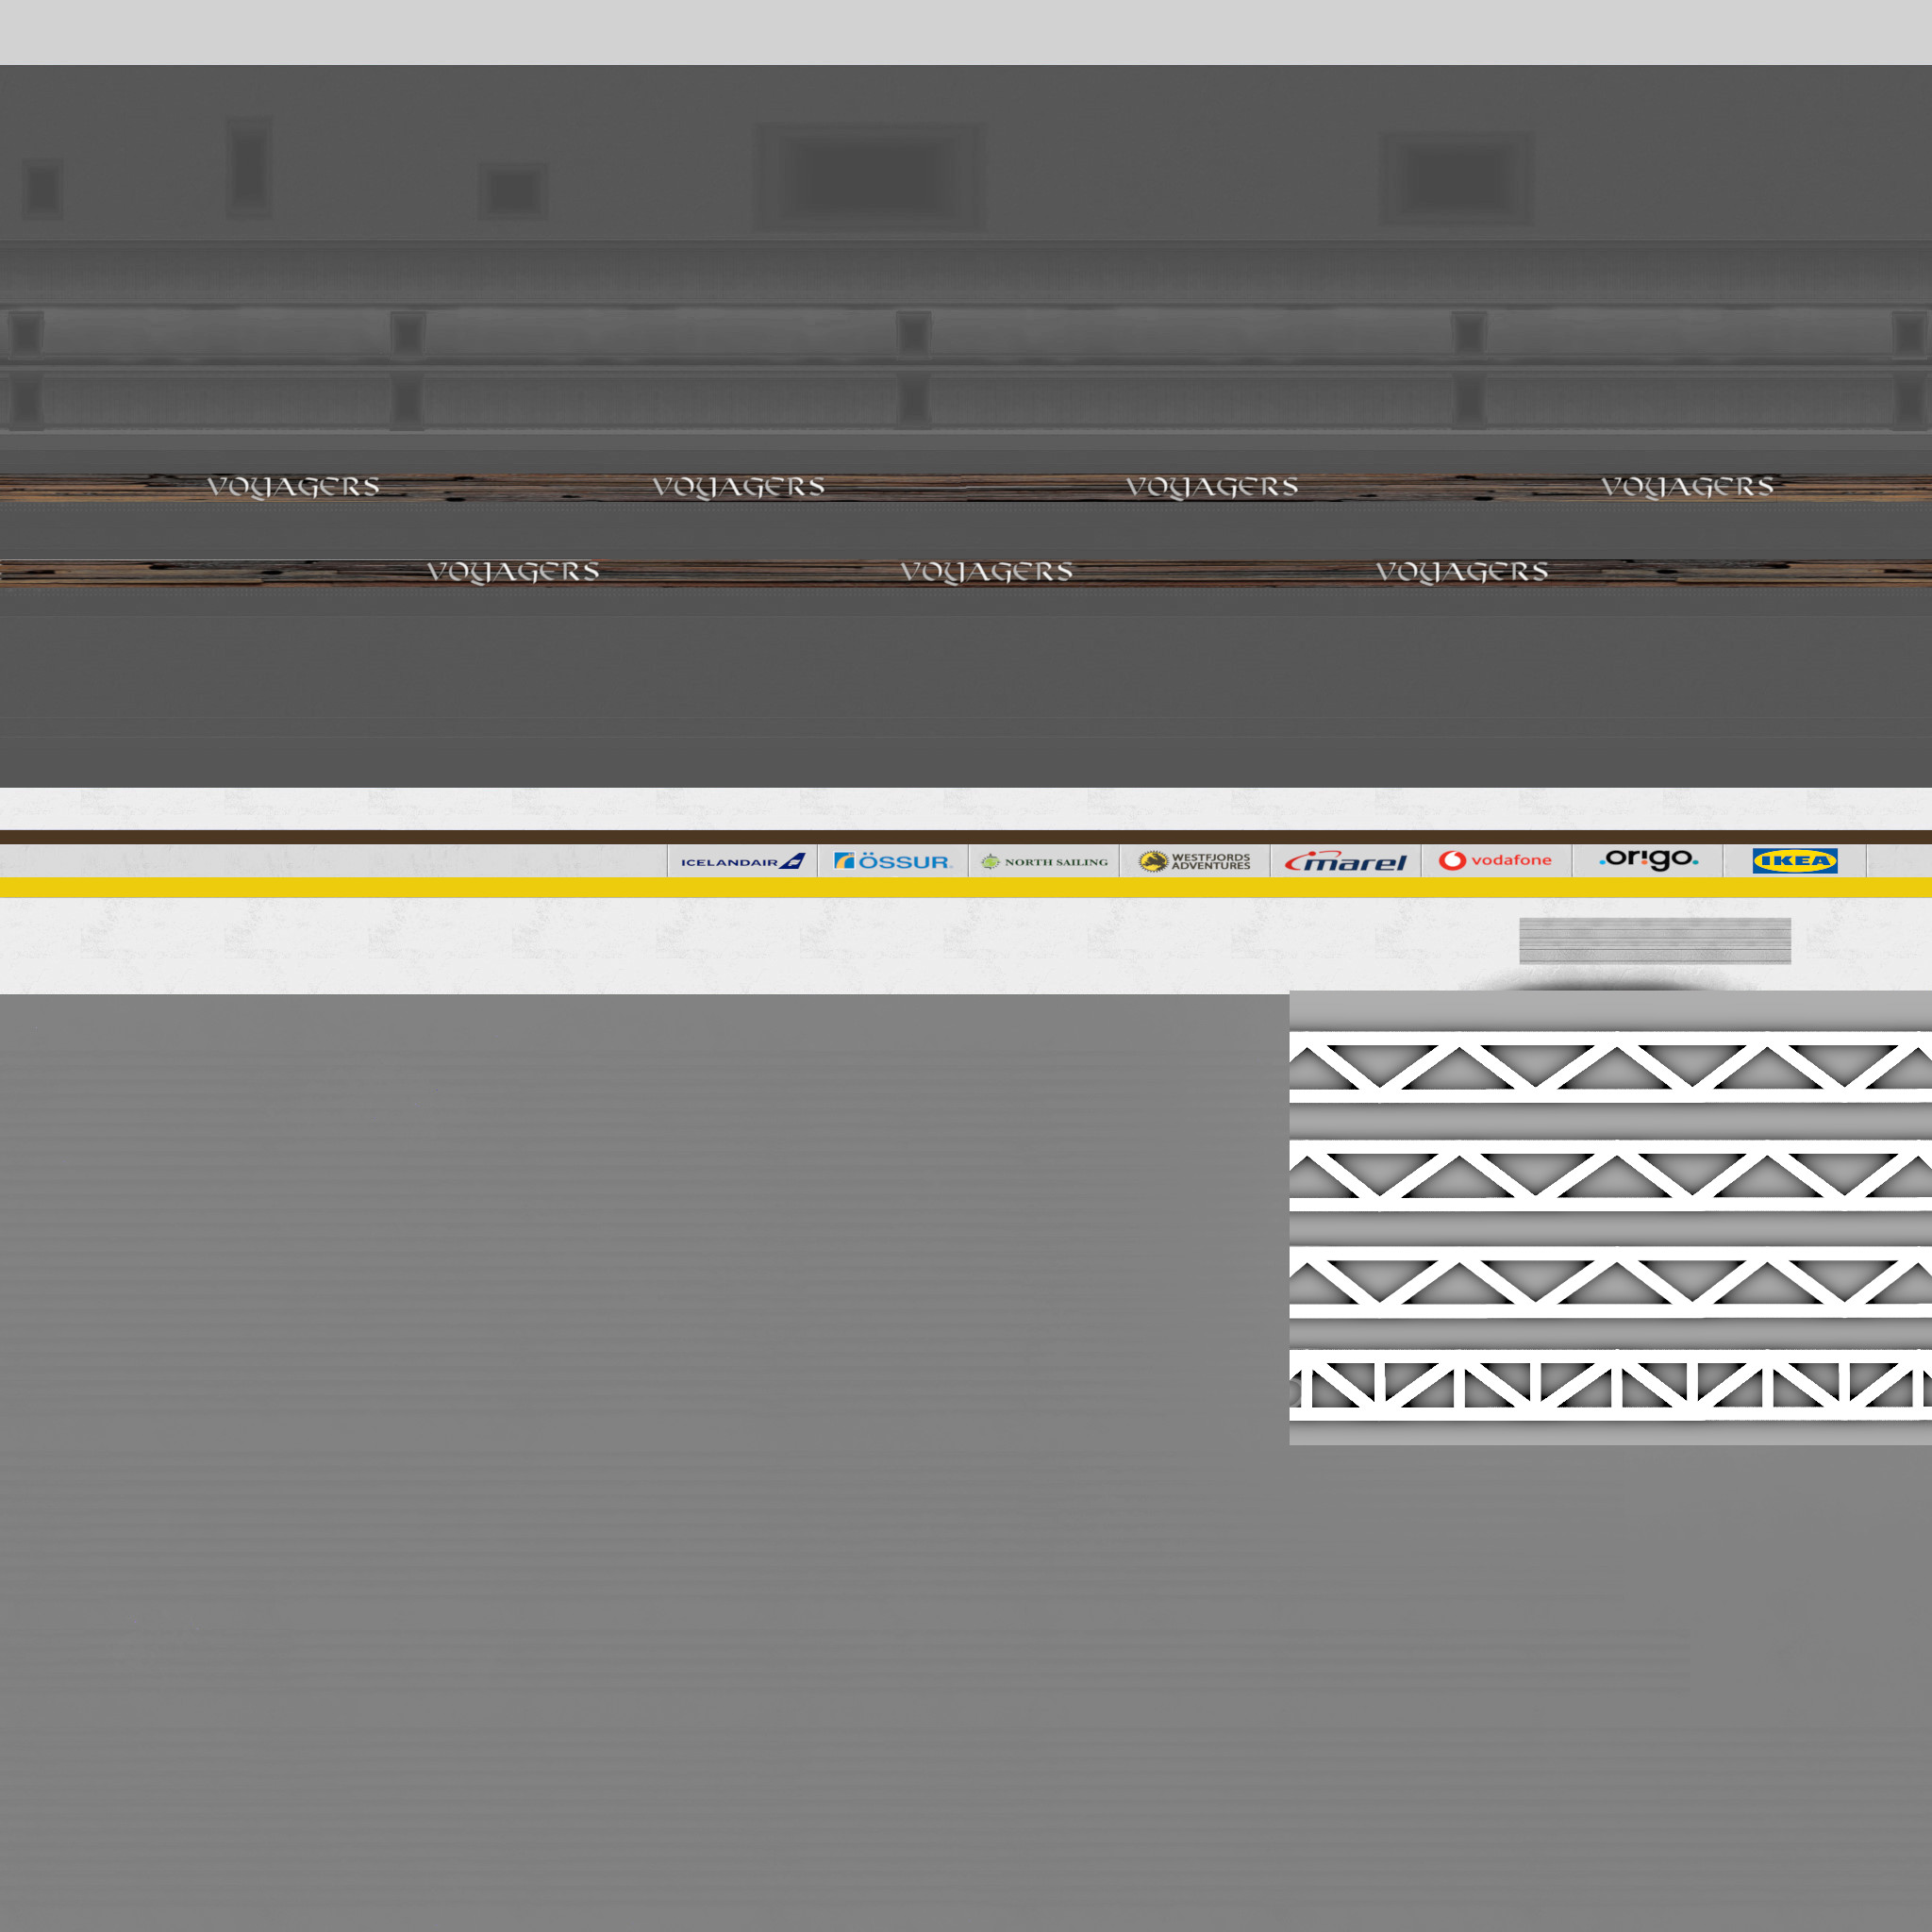 VOYAGERS VOYAGERS VOYAGERS VOYAGERS
VOYAGERS VOYAGERS VOYAGERS
ICELANDAIR ÖSSUR. NORTH SAILING WESTFJORDS ADVENTURES marel vodafone .origo. IKEA